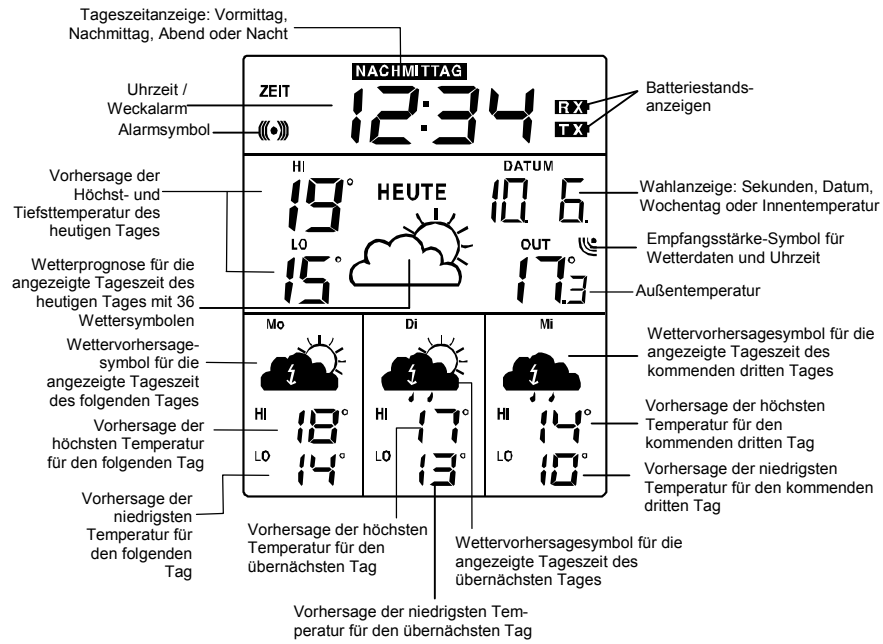 Tageszeitanzeige: Vormittag,
Nachmittag, Abend oder Nacht
Uhrzeit /
Weckalarm
Alarmsymbol
ZEIT
NACHMITTAG
12:34
RX
TX
Batteriestands-
anzeigen
Vorhersage der
Höchst- und
Tiefsttemperatur des
heutigen Tages
HI
19°
HEUTE
DATUM
10. 6.
Wahlanzeige: Sekunden, Datum,
Wochentag oder Innentemperatur
Empfangsstärke-Symbol für
Wetterdaten und Uhrzeit
Wetterprognose für die
angezeigte Tageszeit des
heutigen Tages mit 36
Wettersymbolen
LO
15°
OUT
17.3°
Außentemperatur
Mo
Di
Mi
Wettervorhersage-
symbol für die
angezeigte Tageszeit
des folgenden Tages
Wettervorhersagesymbol für die
angezeigte Tageszeit des
kommenden dritten Tages
Vorhersage der
höchsten Temperatur
für den folgenden Tag
HI
18°
HI
17°
HI
14°
Vorhersage der höchsten
Temperatur für den
kommenden dritten Tag
LO
14°
LO
13°
LO
10°
Vorhersage der niedrigsten
Temperatur für den kommenden
dritten Tag
Vorhersage der
niedrigsten
Temperatur für
den folgenden
Tag
Vorhersage der höchsten
Temperatur für den
übernächsten Tag
Wettervorhersagesymbol für die
angezeigte Tageszeit des
übernächsten Tages
Vorhersage der niedrigsten Tem-
peratur für den übernächsten Tag